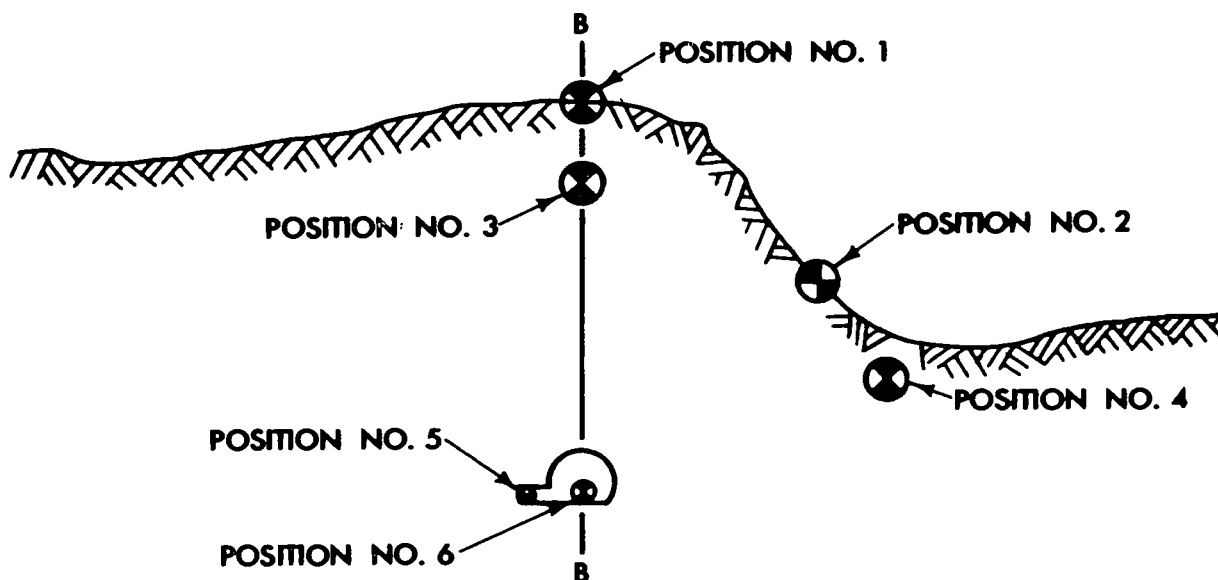 B
POSITION NO. 1
POSITION NO. 3
POSITION NO. 2
POSITION NO. 4
POSITION NO. 5
POSITION NO. 6
B